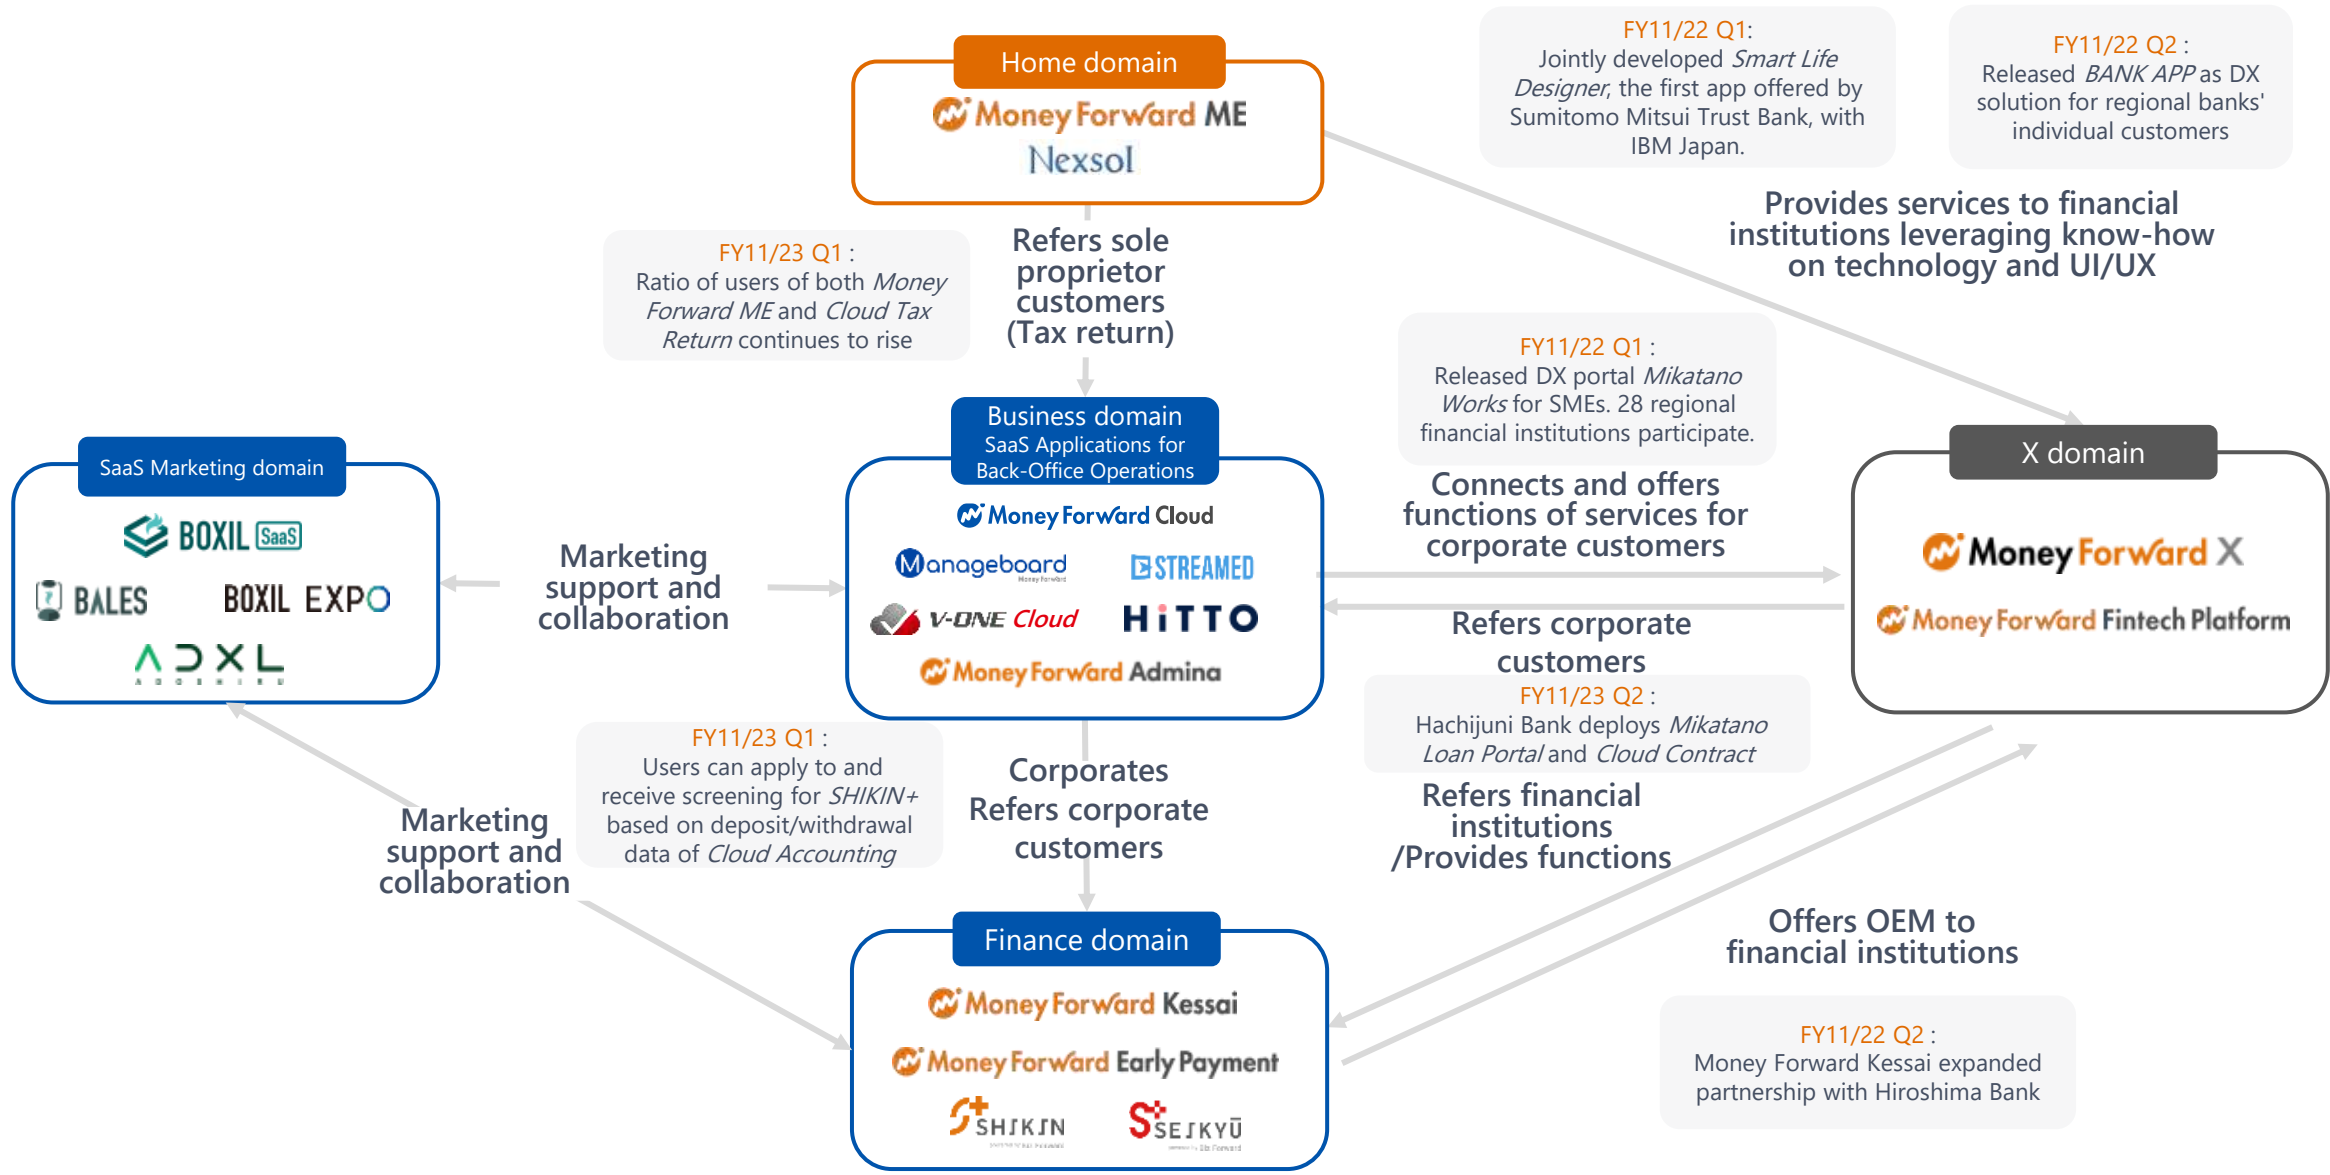 Home domain
Money Forward ME
Nexsol
FY11/22 Q1:
Jointly developed Smart Life
Designer, the first app offered by
Sumitomo Mitsui Trust Bank, with
IBM Japan.
FY11/22 Q2 :
Released BANK APP as DX
solution for regional banks'
individual customers
Provides services to financial
institutions leveraging know-how
on technology and UI/UX
FY11/23 Q1 :
Ratio of users of both Money
Forward ME and Cloud Tax
Return continues to rise
Refers sole
proprietor
customers
(Tax return)
FY11/22 Q1 :
Released DX portal Mikatano
Works for SMEs. 28 regional
financial institutions participate.
Connects and offers
functions of services for
corporate customers
SaaS Marketing domain
BOXIL SaaS
BALES
BOXIL EXPO
ADXL
Marketing
support and
collaboration
Business domain
SaaS Applications for
Back-Office Operations
Money Forward Cloud
Manageboard
Money Forward
STREAMED
V-ONE Cloud
HiTTO
Money Forward Admina
X domain
Money Forward X
Money Forward Fintech Platform
Refers corporate
customers
FY11/23 Q2 :
Hachijuni Bank deploys Mikatano
Loan Portal and Cloud Contract
Refers financial
institutions
/Provides functions
FY11/23 Q1 :
Users can apply to and
receive screening for SHIKIN+
based on deposit/withdrawal
data of Cloud Accounting
Corporates
Refers corporate
customers
Marketing
support and
collaboration
Offers OEM to
financial institutions
Finance domain
Money Forward Kessai
Money Forward Early Payment
SHIKIN
SEIKYŪ
FY11/22 Q2 :
Money Forward Kessai expanded
partnership with Hiroshima Bank